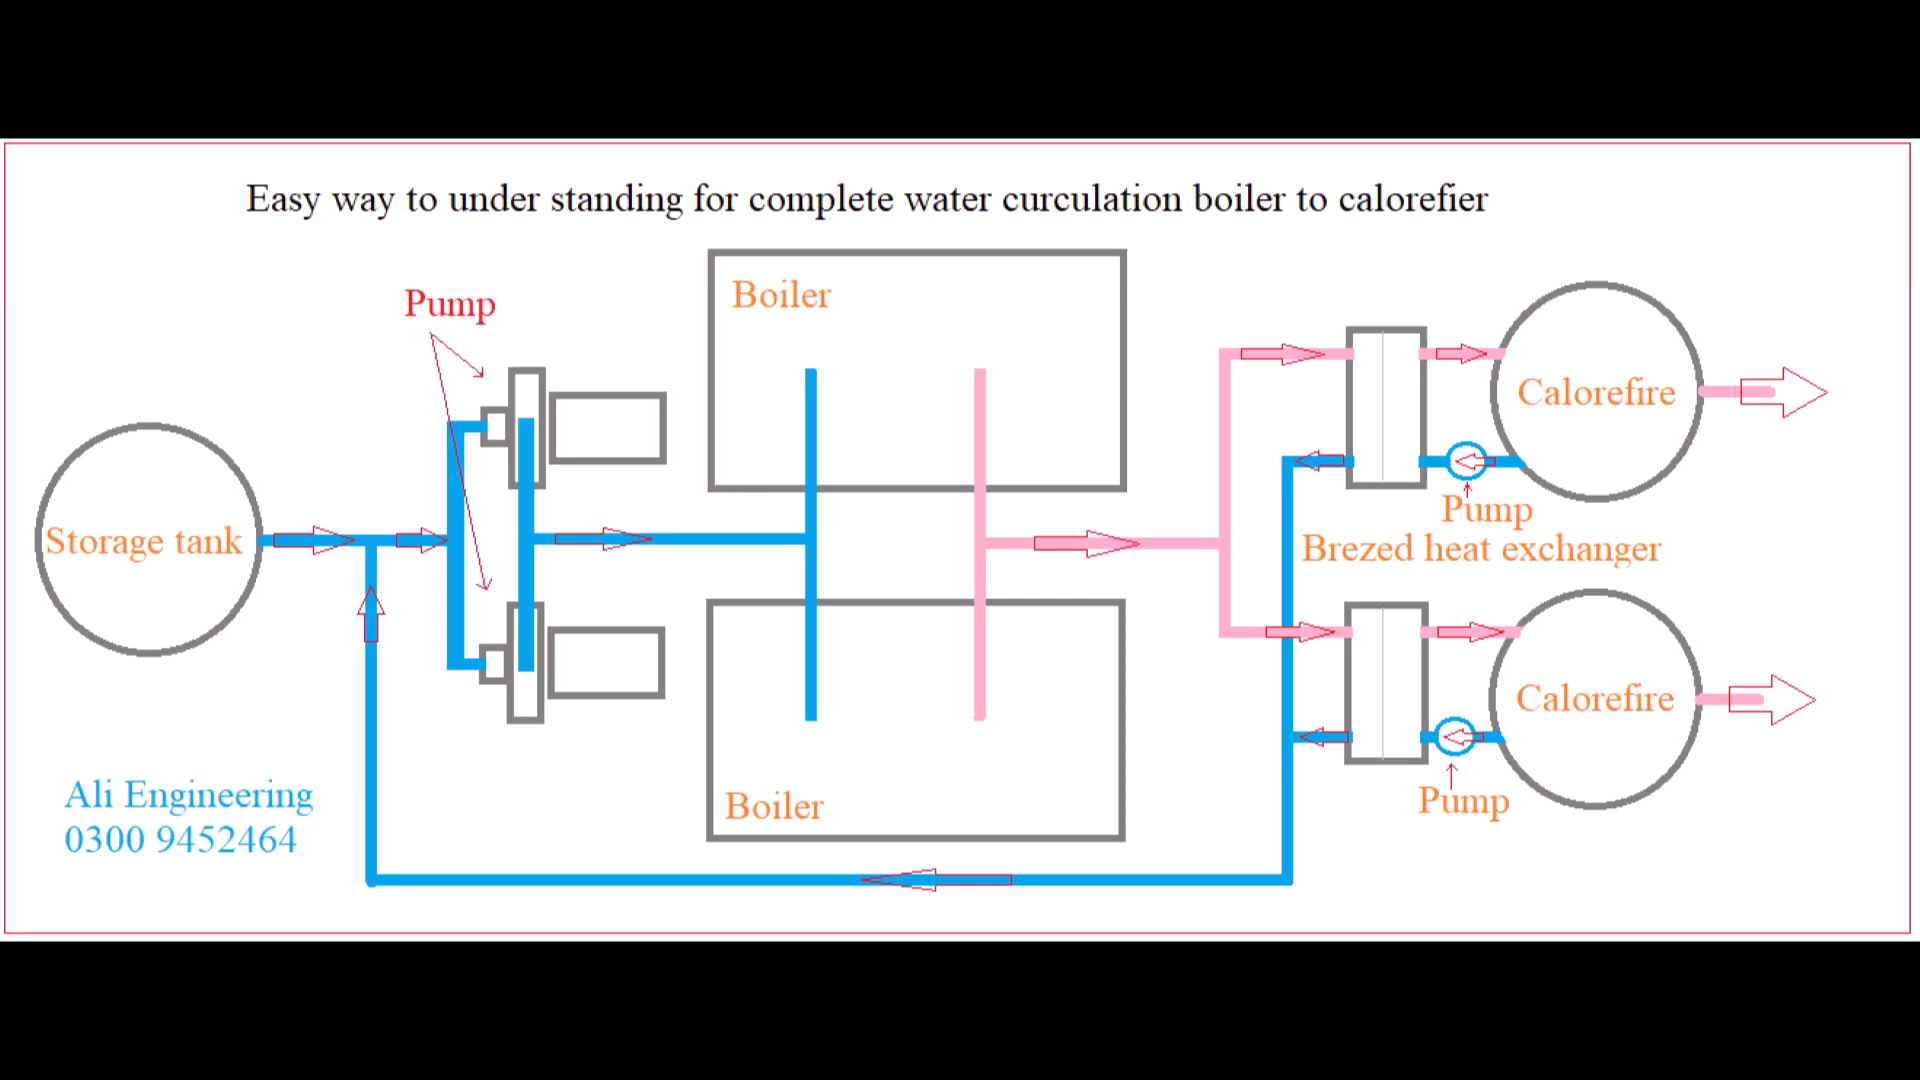 Easy way to under standing for complete water curculation boiler to calorefier
Boiler
Pump
Calorefire
Pump
Storage tank
Brezed heat exchanger
Calorefire
Ali Engineering
Boiler
Pump
0300 9452464